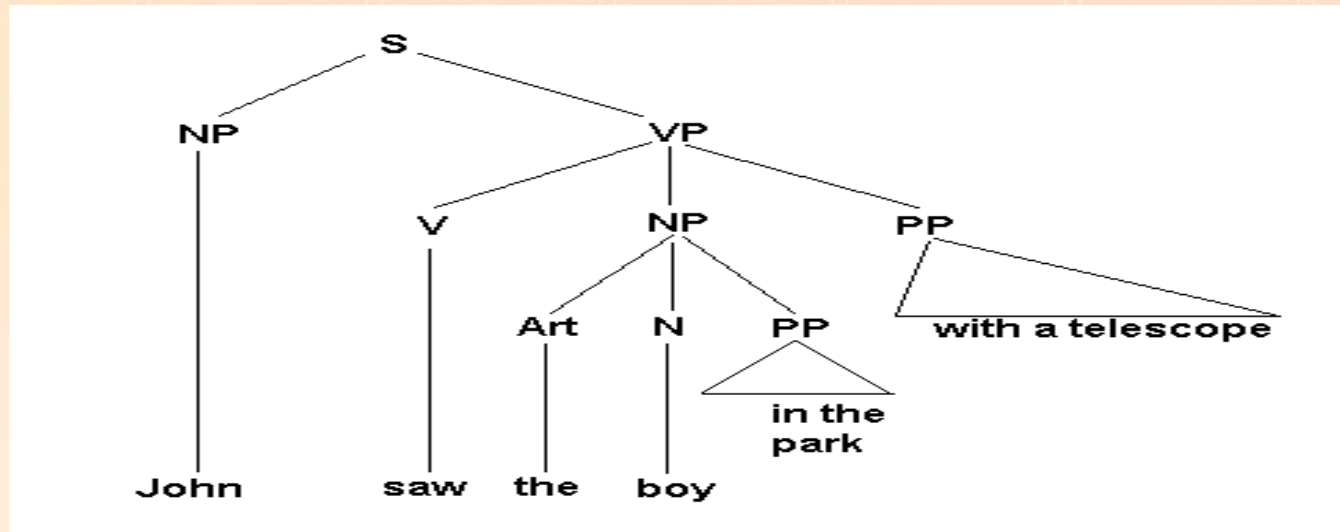 S
NP VP
V NP PP
Art N PP with a telescope
in the
park
John saw the boy